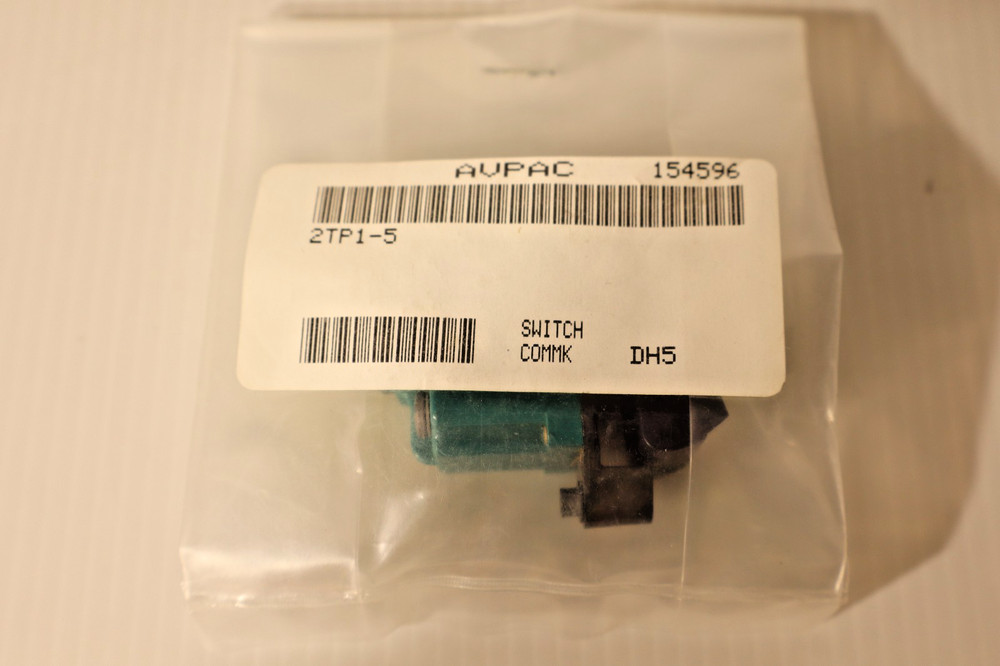 AVPAC 154596
2TP1-5
SWITCH
COMMK DH5